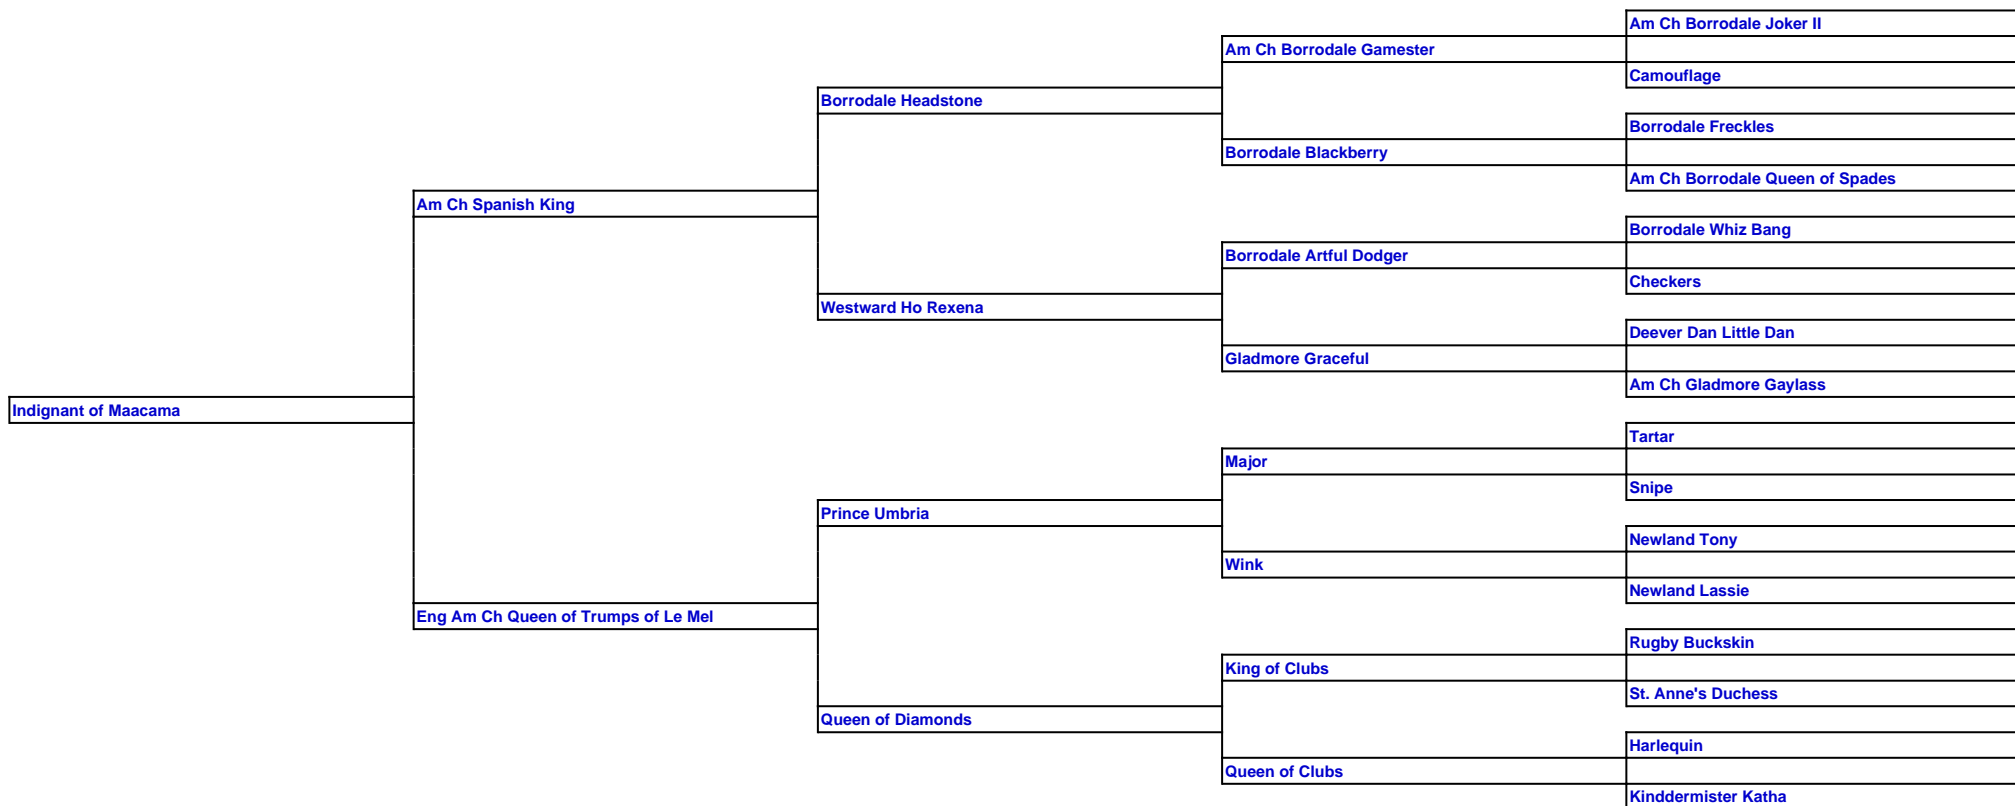 Am Ch Borrodale Joker II
Am Ch Borrodale Gamester
Camouflage
Borrodale Headstone
Borrodale Freckles
Borrodale Blackberry
Am Ch Borrodale Queen of Spades
Am Ch Spanish King
Borrodale Whiz Bang
Borrodale Artful Dodger
Checkers
Westward Ho Rexena
Deever Dan Little Dan
Gladmore Graceful
Am Ch Gladmore Gaylass
Indignant of Maacama
Tartar
Major
Snipe
Prince Umbria
Newland Tony
Wink
Newland Lassie
Eng Am Ch Queen of Trumps of Le Mel
Rugby Buckskin
King of Clubs
St. Anne's Duchess
Queen of Diamonds
Harlequin
Queen of Clubs
Kinddermister Katha